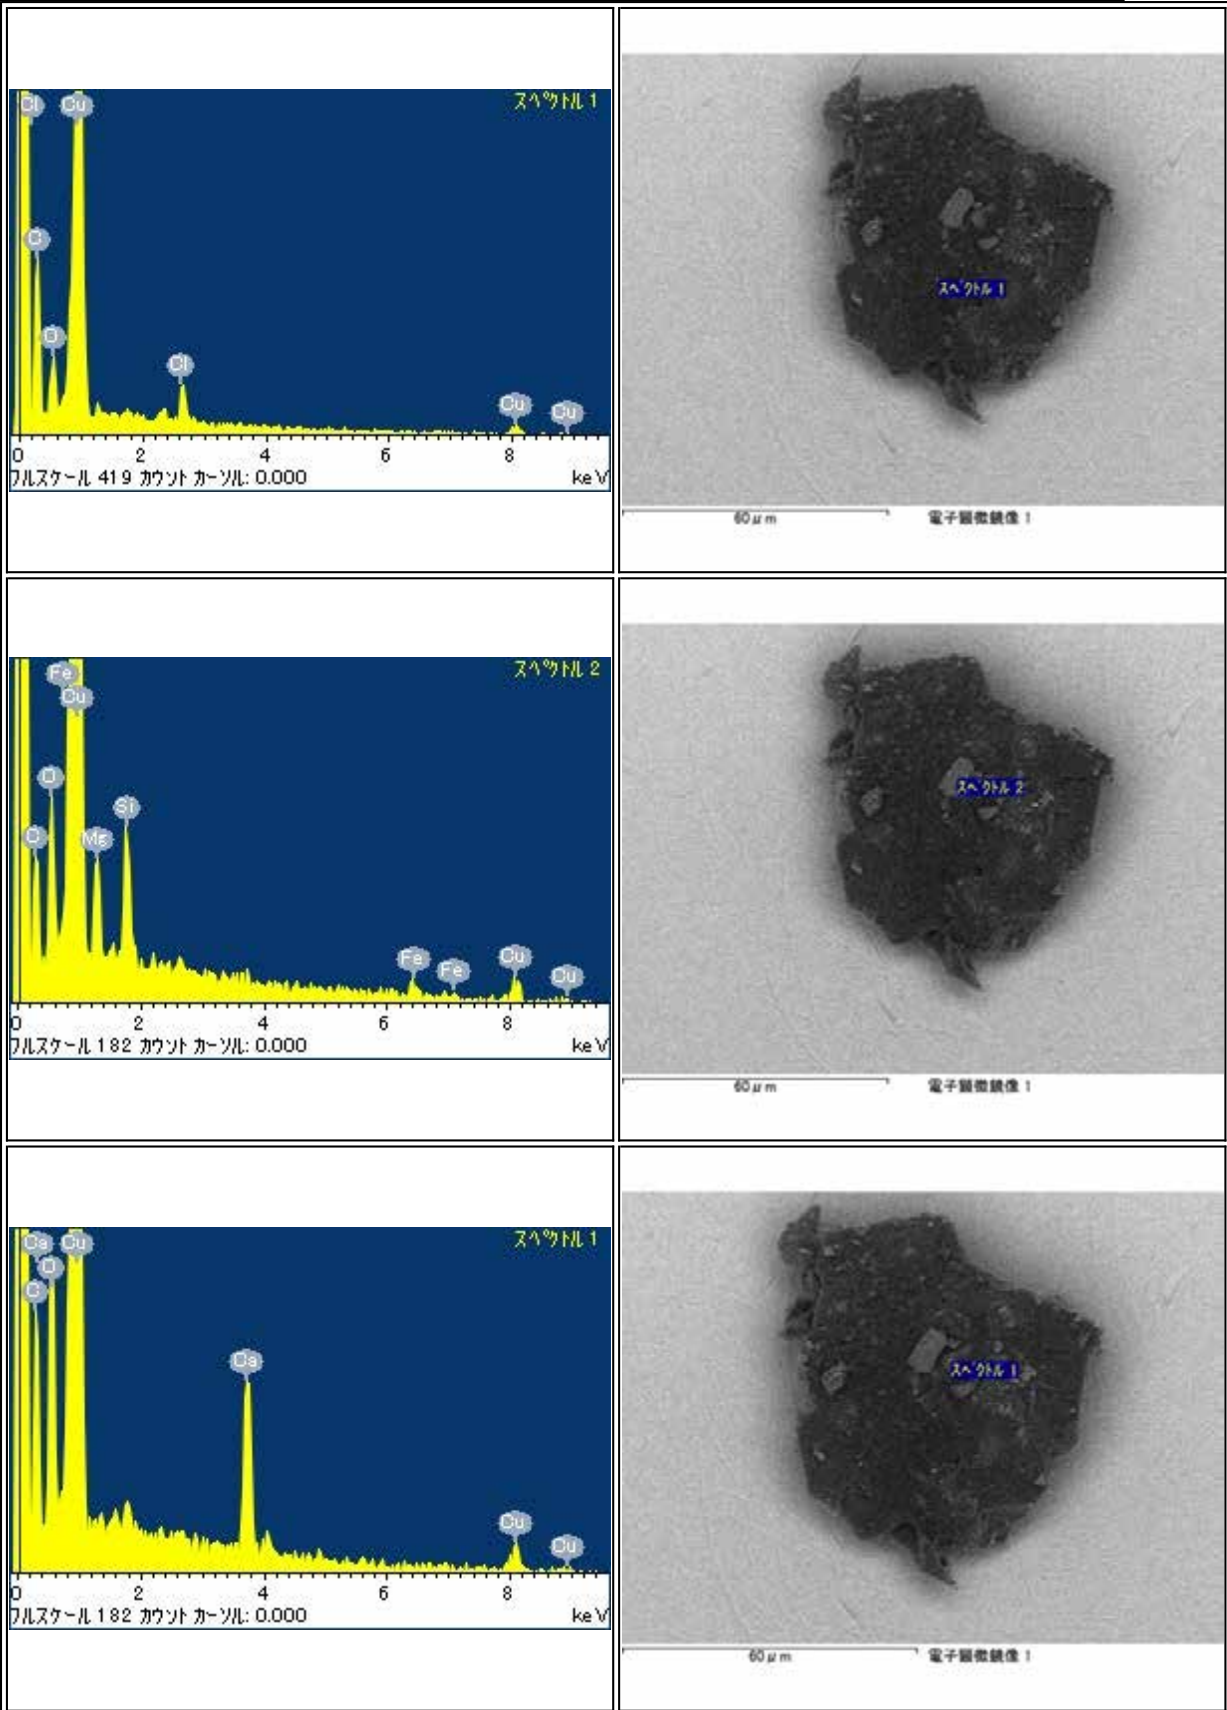 スペクトル 1
Cl Cu
C
O
Cl
Cu Cu
0 2 4 6 8
フルスケール 419 カウント カーソル: 0.000 keV
スペクトル 1
60μm 電子顕微鏡像 1
スペクトル 2
Fe
Cu
O
Si
C Mg
Fe Fe Cu Cu
0 2 4 6 8
フルスケール 182 カウント カーソル: 0.000 keV
スペクトル 2
60μm 電子顕微鏡像 1
スペクトル 1
Ca Cu
O
C
Ca
Cu
Cu
0 2 4 6 8
フルスケール 182 カウント カーソル: 0.000 keV
スペクトル 1
60μm 電子顕微鏡像 1